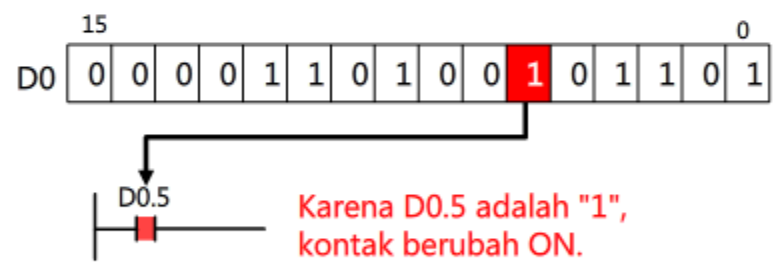 15 0
D0 0 0 0 0 1 1 0 1 0 0 1 0 1 1 0 1
D0.5
Karena D0.5 adalah "1",
kontak berubah ON.